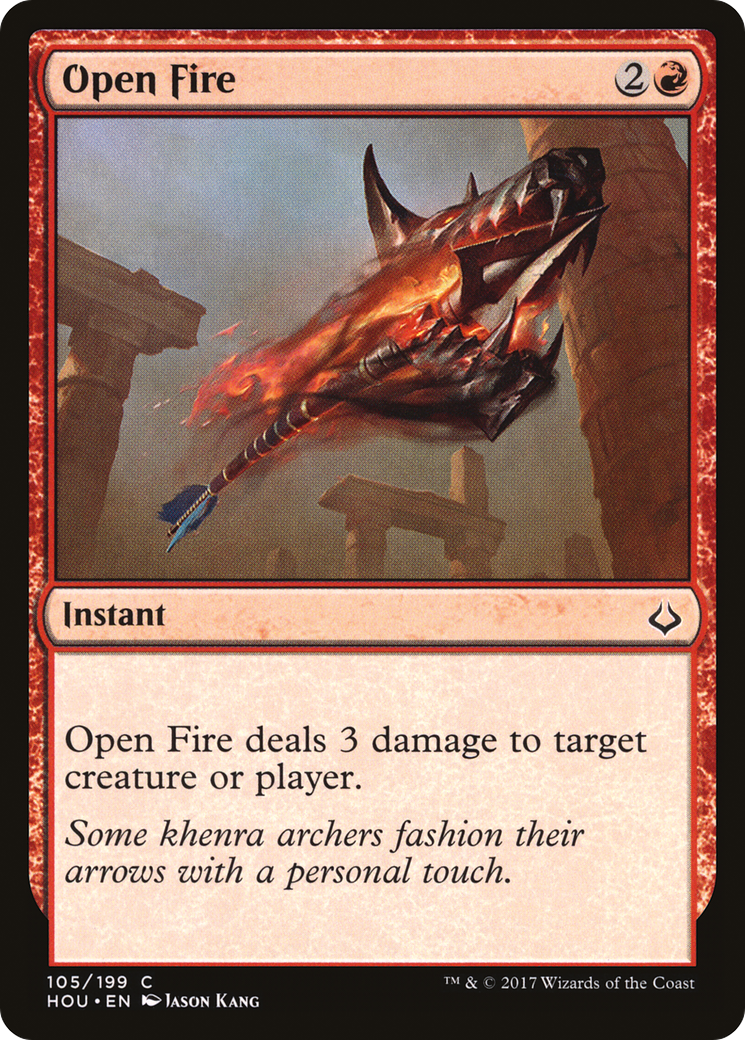 Open Fire 2
Instant
Open Fire deals 3 damage to target
creature or player.
Some khenra archers fashion their
arrows with a personal touch.
105/199 C
HOU • EN Jason Kang
™ & © 2017 Wizards of the Coast